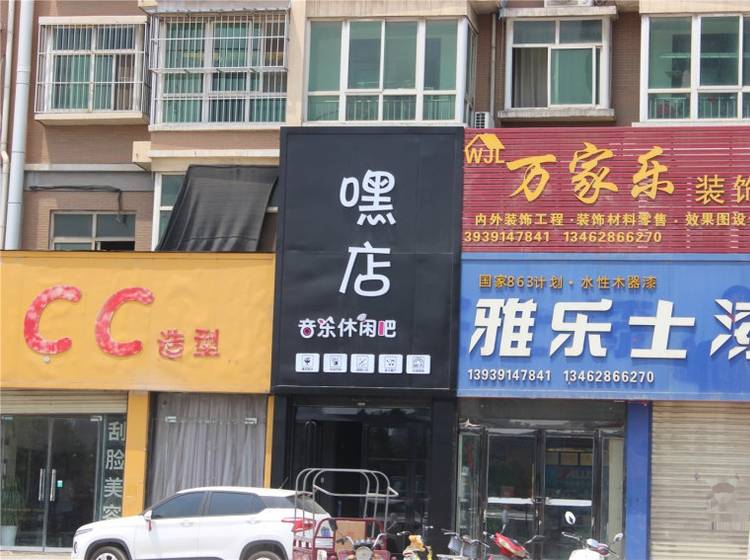 CC造型
刮脸美容
嘿店
音乐休闲吧
WJL
万家乐 装饰
内外装饰工程·装饰材料零售·效果图设
3939147841 13462866270
国家863计划·水性木器漆
雅乐士漆
13939147841 13462866270